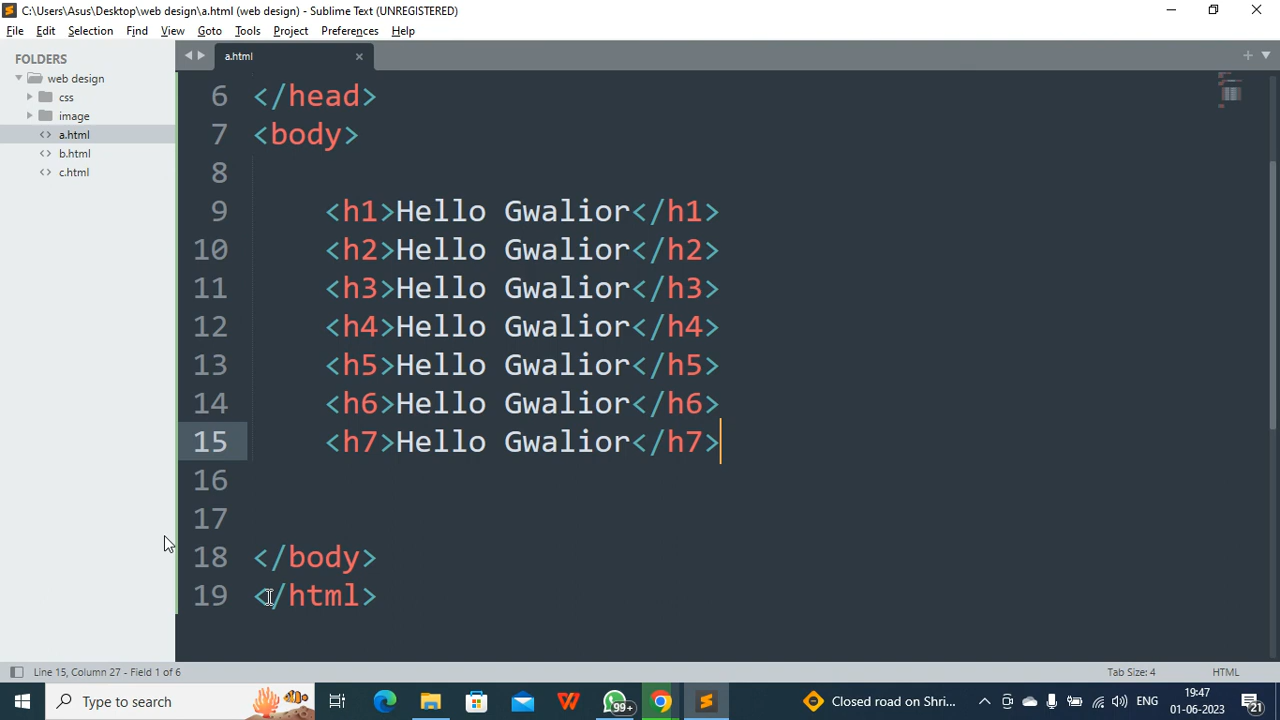 C:\Users\Asus\Desktop\web design\a.html (web design) - Sublime Text (UNREGISTERED)
File Edit Selection Find View Goto Tools Project Preferences Help
FOLDERS
web design
css
image
a.html
b.html
c.html
a.html
6 </head>
7 <body>
8
9 <h1>Hello Gwalior</h1>
10 <h2>Hello Gwalior</h2>
11 <h3>Hello Gwalior</h3>
12 <h4>Hello Gwalior</h4>
13 <h5>Hello Gwalior</h5>
14 <h6>Hello Gwalior</h6>
15 <h7>Hello Gwalior</h7>
16
17
18 </body>
19 </html>
Line 15, Column 27 - Field 1 of 6 Tab Size: 4 HTML
Type to search 99+ Closed road on Shri... ENG 19:47
01-06-2023 21